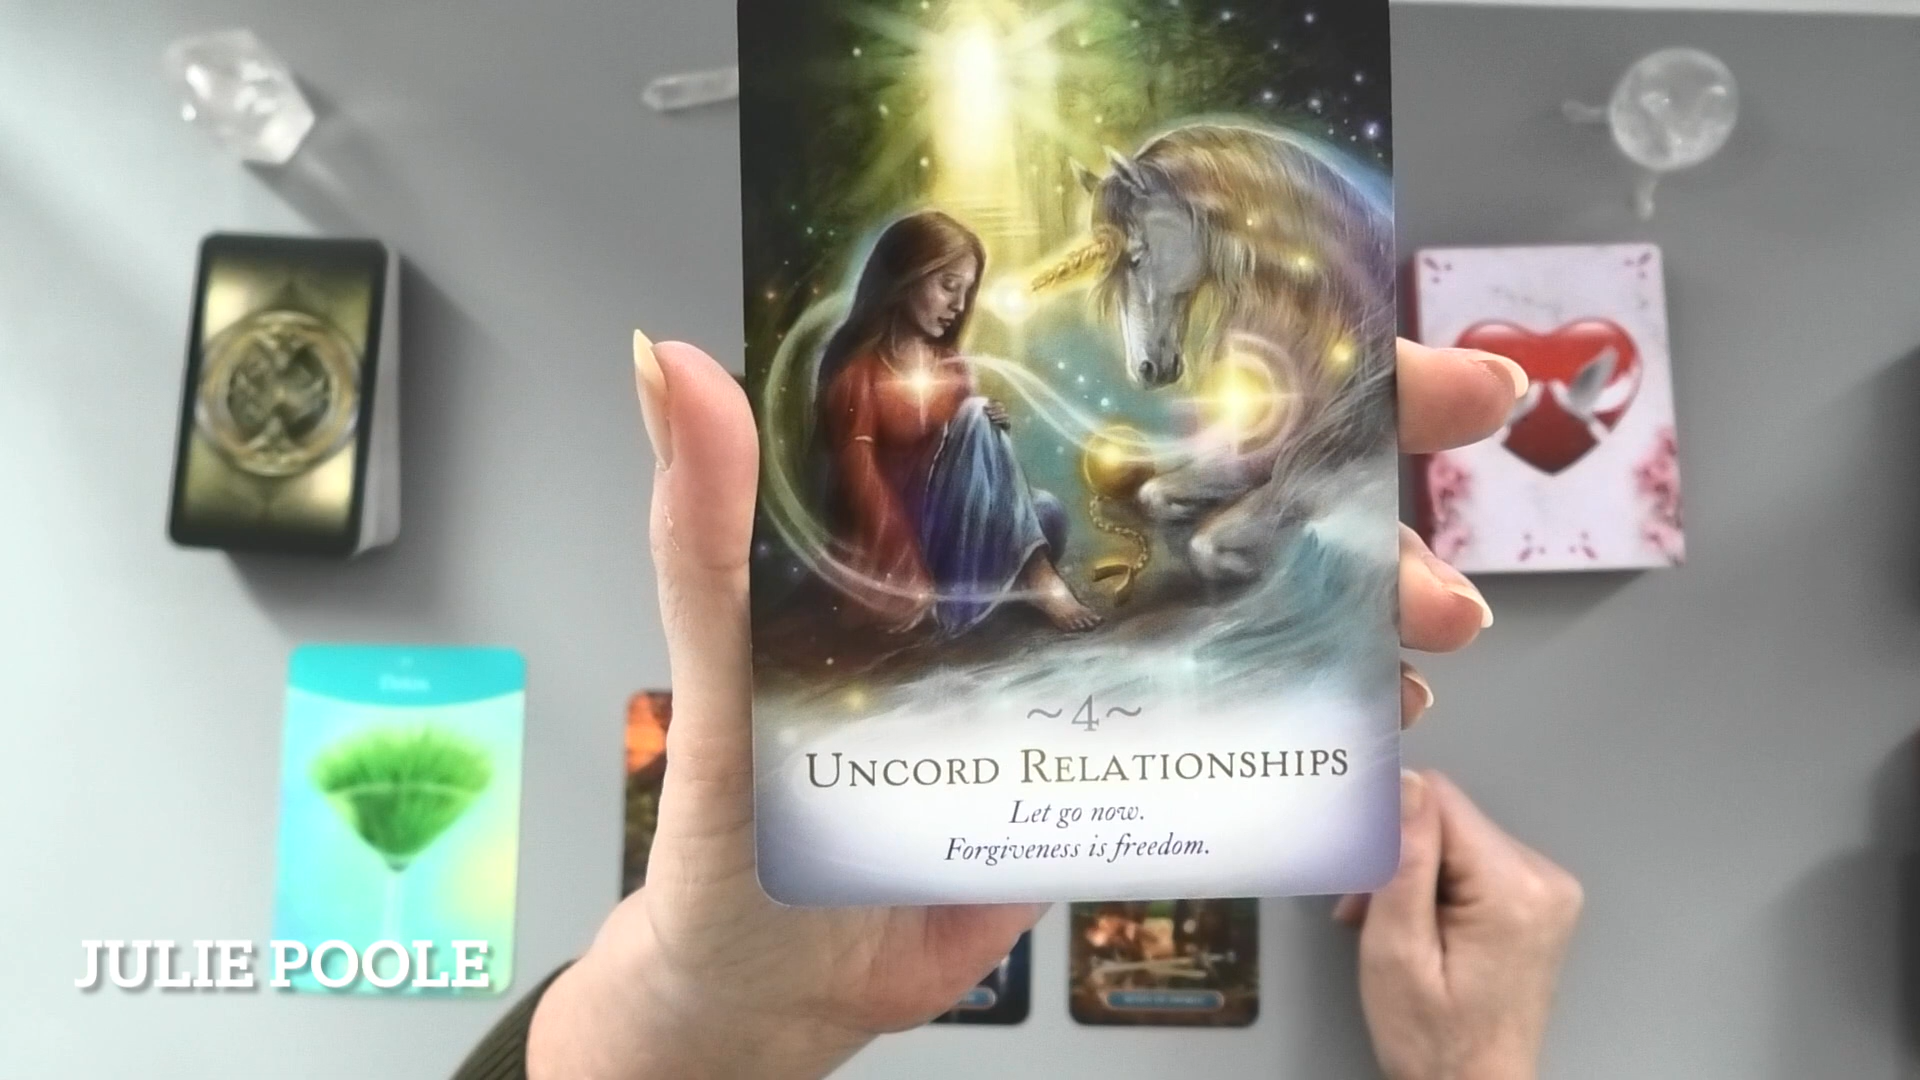 ~4~
UNCORD RELATIONSHIPS
Let go now.
Forgiveness is freedom.
JULIE POOLE